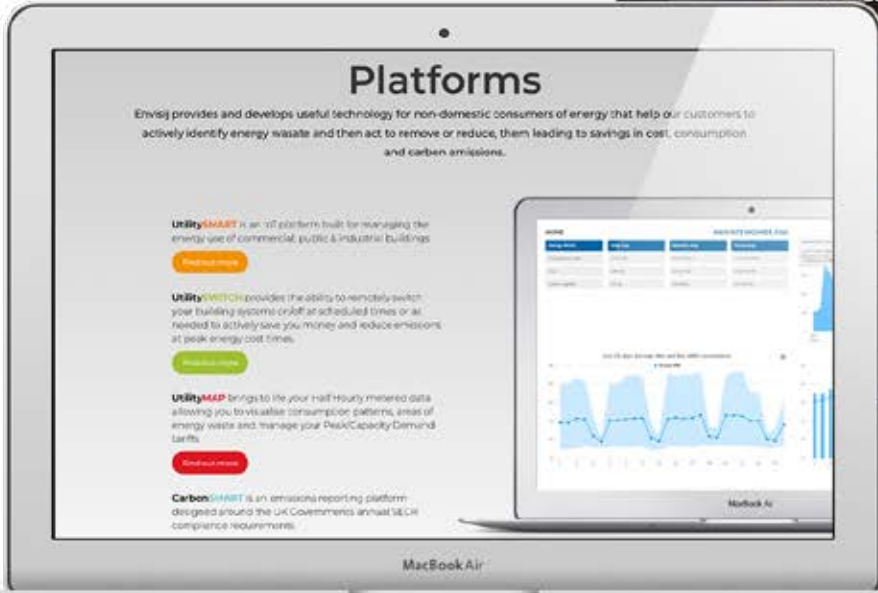 Platforms
Envisij provides and develops useful technology for non-domestic consumers of energy that help our customers to
actively identify energy wasate and then act to remove or reduce, them leading to savings in cost, consumption
and carben amissions.
UtilitySMART is an IoT platform built for managing the
energy use of commercial, public & industrial buildings
Find out more
UtilitySWITCH provides the ability to remotely switch
your building systems on/off at scheduled times or as
needed to actively save you money and reduce emissions
at peak energy cost times.
Find out more
UtilityMAP brings to life your Half Hourly metered data
allowing you to visualise consumption patterns, areas of
energy waste and manage your Peak/Capacity/Demand
tariffs
Find out more
CarbonSMART is an emissions reporting platform
designed around the UK Governments annual SECR
compliance requirements
MacBook Air
MacBook Air